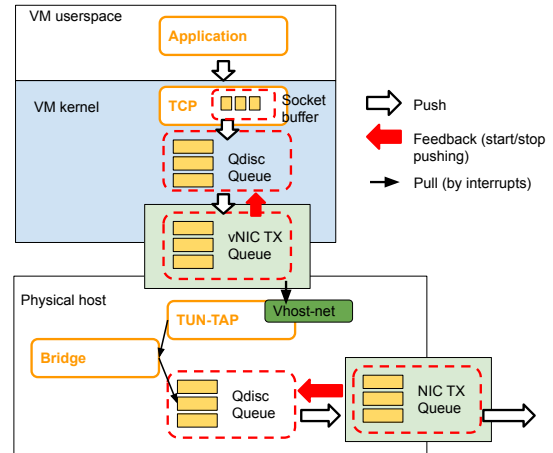 VM userspace
Application
VM kernel
TCP
Socket
buffer
Qdisc
Queue
vNIC TX
Queue
Push
Feedback (start/stop
pushing)
Pull (by interrupts)
Physical host
Vhost-net
TUN-TAP
Bridge
Qdisc
Queue
NIC TX
Queue